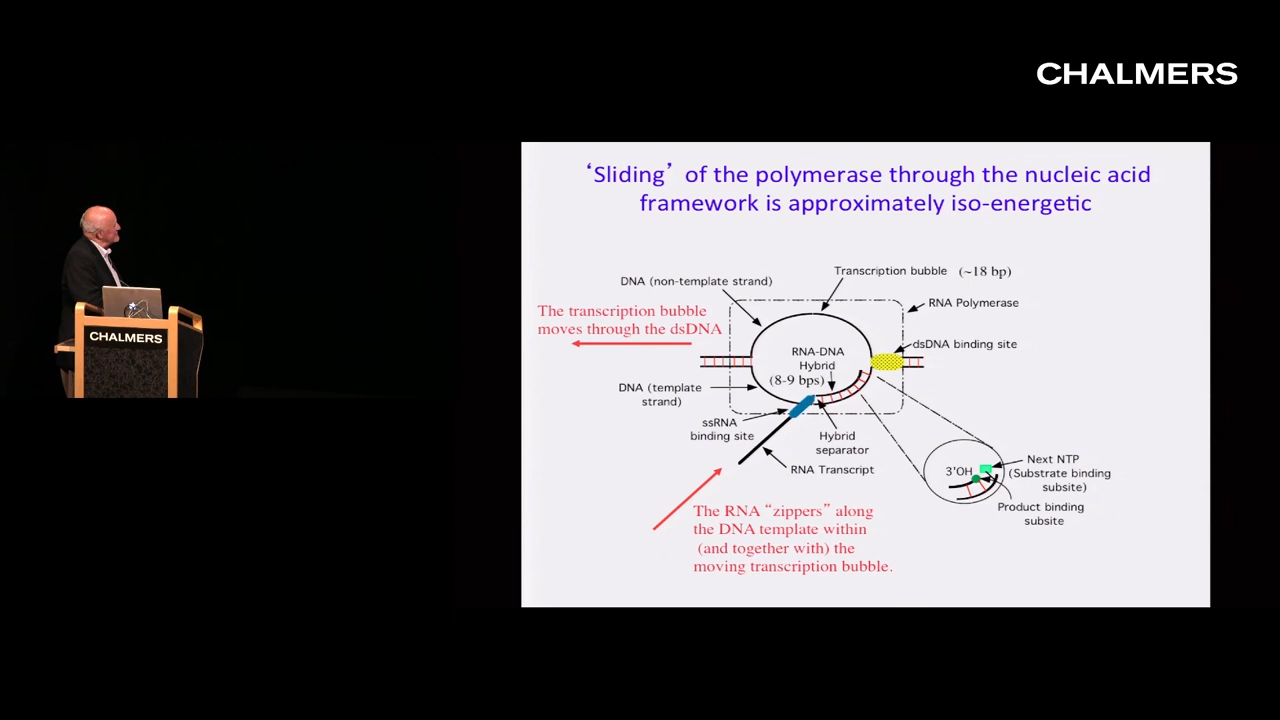 CHALMERS
‘Sliding’ of the polymerase through the nucleic acid
framework is approximately iso-energetic
Transcription bubble (~18 bp)
DNA (non-template strand)
RNA Polymerase
The transcription bubble
moves through the dsDNA
CHALMERS
dsDNA binding site
RNA-DNA
Hybrid
(8-9 bps)
DNA (template
strand)
ssRNA
binding site
Hybrid
separator
RNA Transcript
3'OH
Next NTP
(Substrate binding
subsite)
Product binding
subsite
The RNA “zippers” along
the DNA template within
(and together with) the
moving transcription bubble.